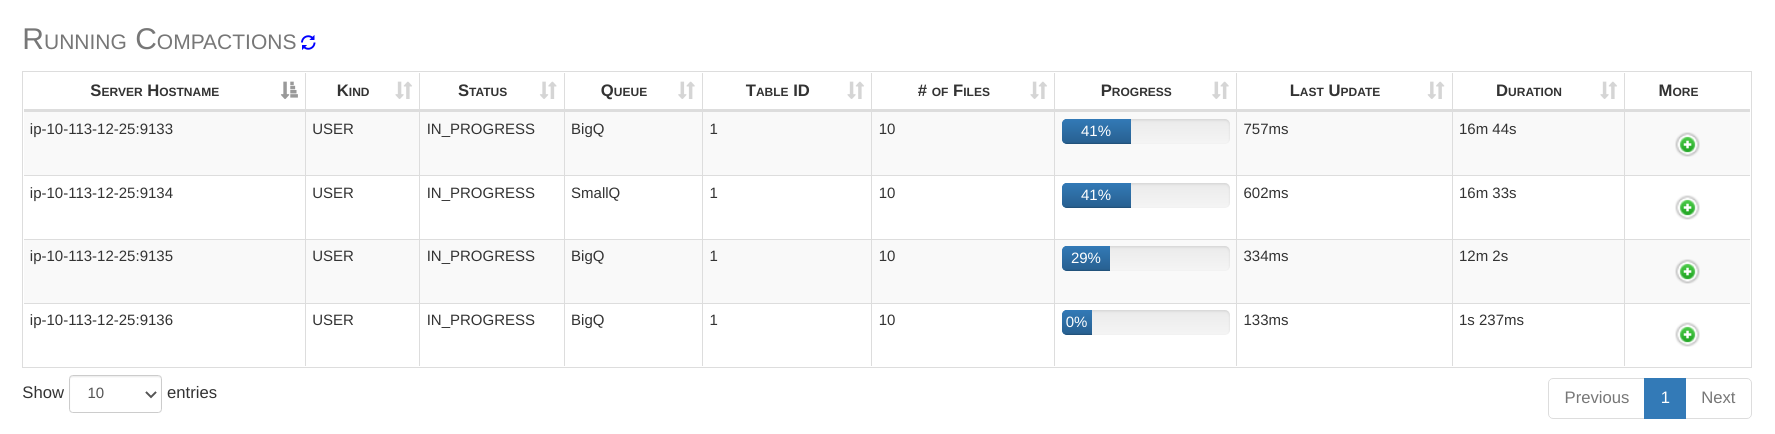 Running Compactions
Server Hostname Kind Status Queue Table ID # of Files Progress Last Update Duration More
ip-10-113-12-25:9133 USER IN_PROGRESS BigQ 1 10 41% 757ms 16m 44s
ip-10-113-12-25:9134 USER IN_PROGRESS SmallQ 1 10 41% 602ms 16m 33s
ip-10-113-12-25:9135 USER IN_PROGRESS BigQ 1 10 29% 334ms 12m 2s
ip-10-113-12-25:9136 USER IN_PROGRESS BigQ 1 10 0% 133ms 1s 237ms
Show 10 entries Previous 1 Next